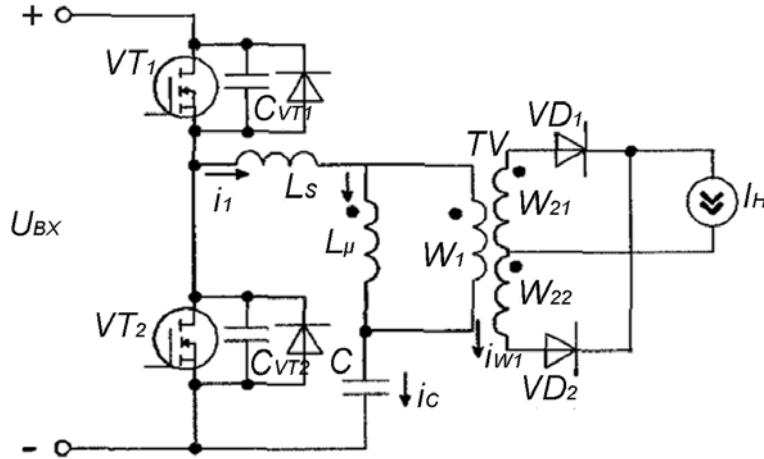 +
VT1
CVT1
VD1
TV
i1
LS
W21
IH
UBX
Lμ
W1
W22
VT2
CVT2
C
iC
iW1
VD2
-